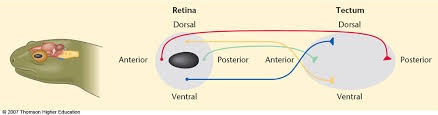 Retina
Tectum
Dorsal
Dorsal
Anterior
Posterior
Anterior
Posterior
Ventral
Ventral
© 2007 Thomson Higher Education